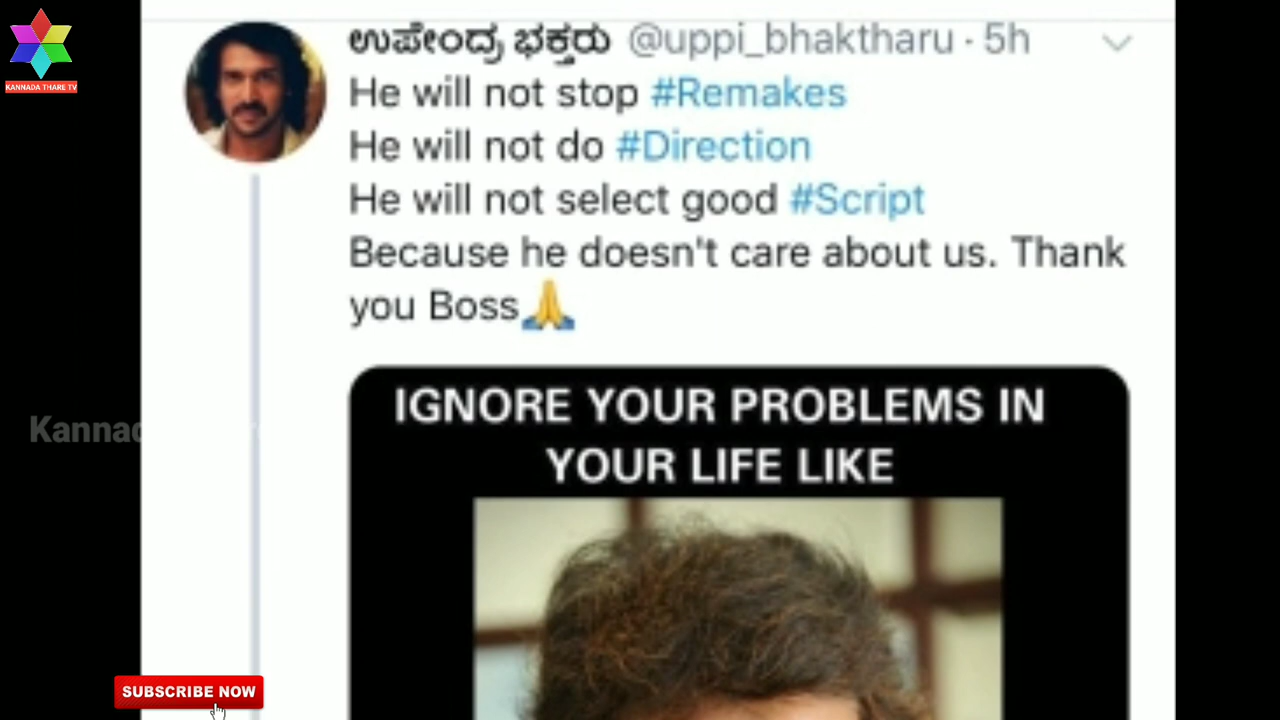 KANNADA THARE TV
ಉಪೇಂದ್ರ ಭಕ್ತರು @uppi_bhaktharu · 5h
He will not stop #Remakes
He will not do #Direction
He will not select good #Script
Because he doesn't care about us. Thank
you Boss🙏
IGNORE YOUR PROBLEMS IN
YOUR LIFE LIKE
SUBSCRIBE NOW